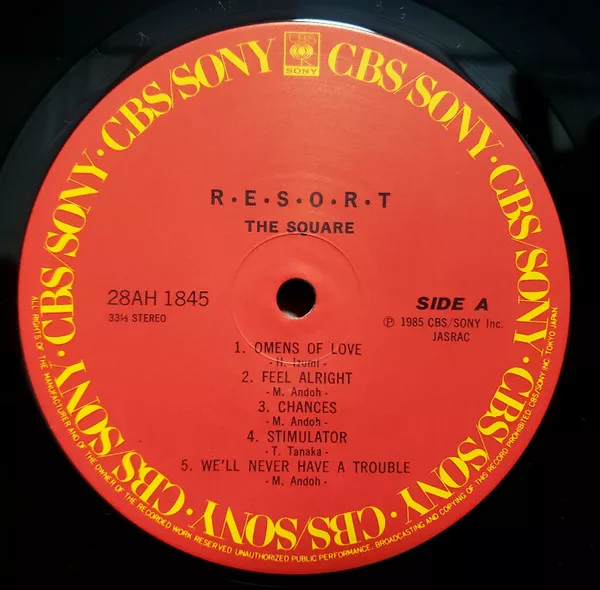 CBS
SONY
CBS/SONY · CBS/SONY · CBS/SONY · CBS/SONY · CBS/SONY · CBS/SONY · CBS/SONY · CBS/SONY
R·E·S·O·R·T
THE SQUARE
28AH 1845
33⅓ STEREO
SIDE A
Ⓟ 1985 CBS/SONY Inc.
JASRAC
1. OMENS OF LOVE
- H. Izumi -
2. FEEL ALRIGHT
- M. Andoh -
3. CHANCES
- M. Andoh -
4. STIMULATOR
- T. Tanaka -
5. WE'LL NEVER HAVE A TROUBLE
- M. Andoh -
ALL RIGHTS OF THE MANUFACTURER AND OF THE OWNER OF THE RECORDED WORK RESERVED. UNAUTHORIZED PUBLIC PERFORMANCE, BROADCASTING AND COPYING OF THIS RECORD PROHIBITED. CBS/SONY INC. TOKYO JAPAN